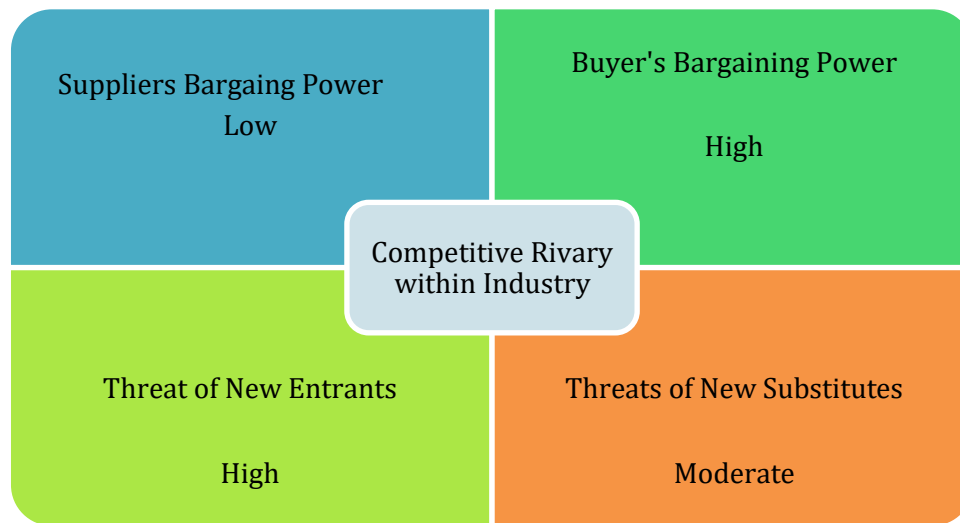 Suppliers Bargaing Power
Low
Buyer's Bargaining Power
High
Competitive Rivary
within Industry
Threat of New Entrants
High
Threats of New Substitutes
Moderate